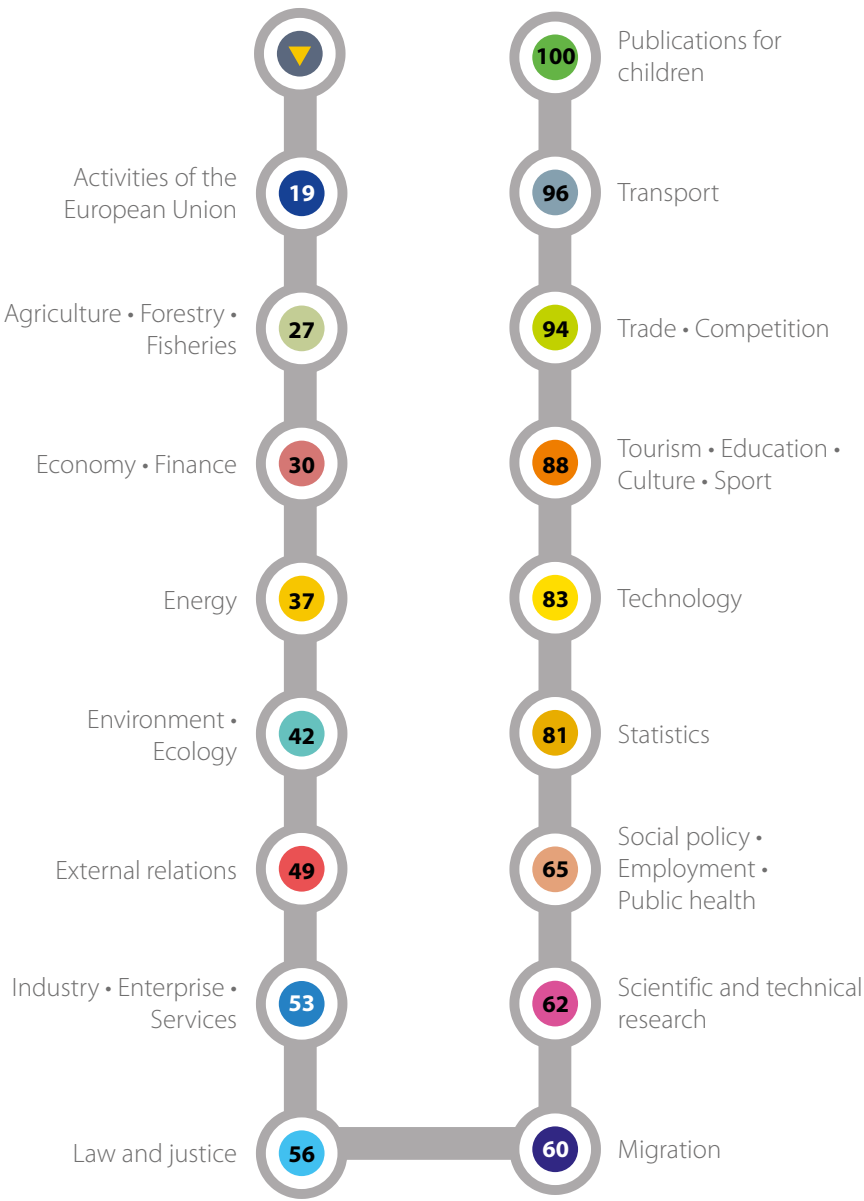 Activities of the
European Union
19
Agriculture • Forestry •
Fisheries
27
Economy • Finance
30
Energy
37
Environment •
Ecology
42
External relations
49
Industry • Enterprise •
Services
53
Law and justice
56
60
Migration
62
Scientific and technical
research
65
Social policy •
Employment •
Public health
81
Statistics
83
Technology
88
Tourism • Education •
Culture • Sport
94
Trade • Competition
96
Transport
100
Publications for
children